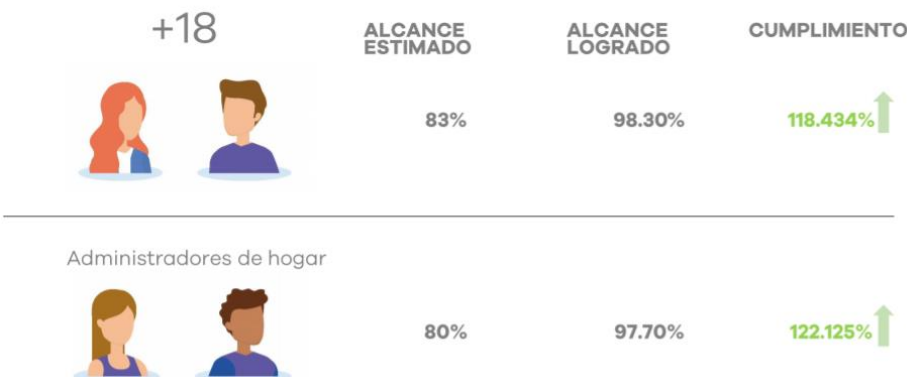 +18
ALCANCE ESTIMADO
ALCANCE LOGRADO
CUMPLIMIENTO
83%
98.30%
118.434%
Administradores de hogar
80%
97.70%
122.125%